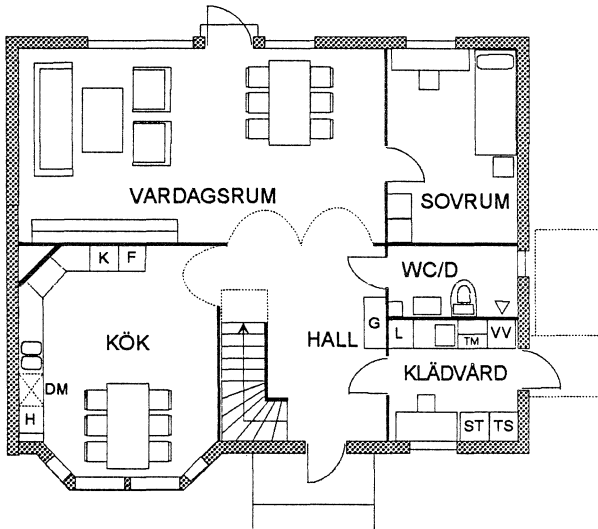 VARDAGSRUM
SOVRUM
K F
WC/D
KÖK
HALL
G
L
TM
VV
KLÄDVÅRD
DM
H
ST TS